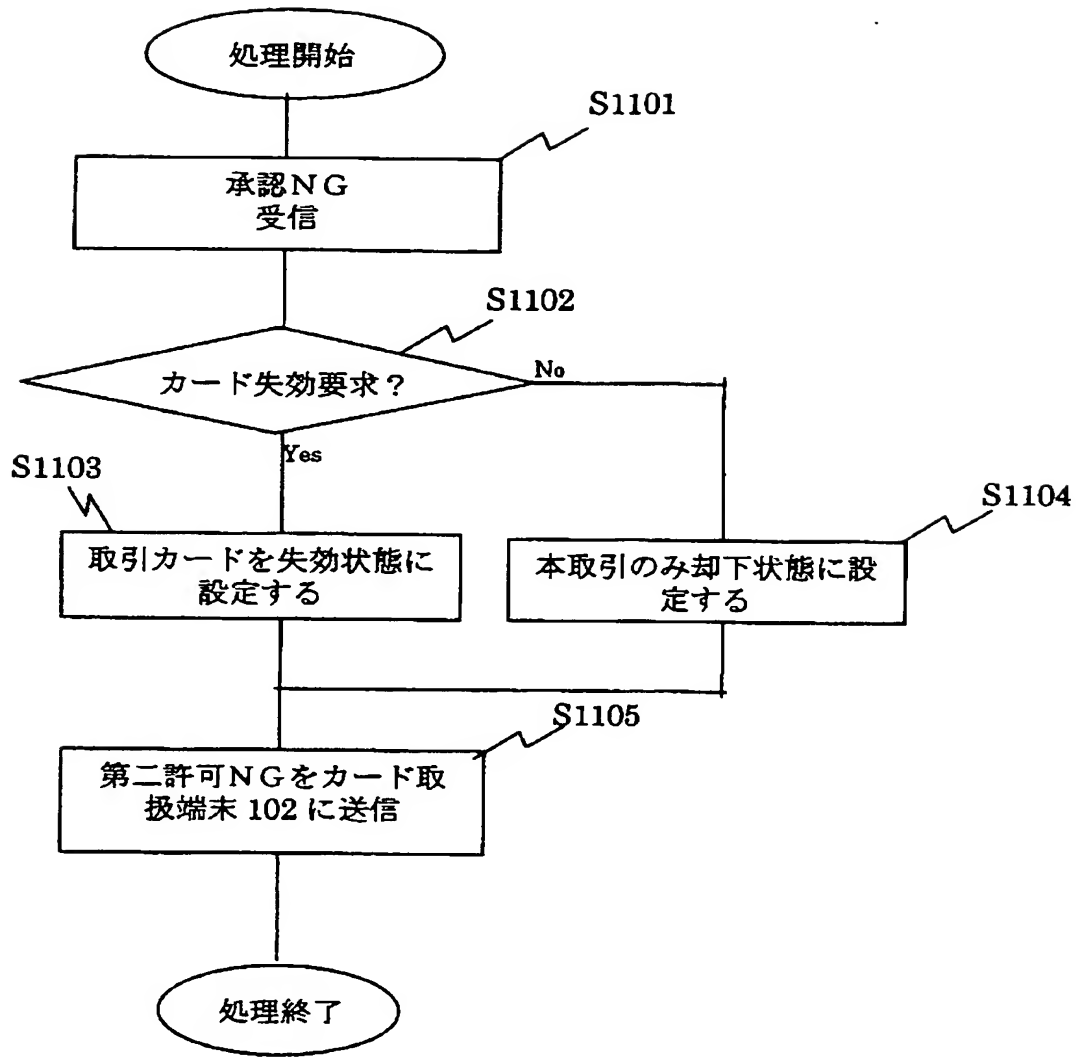 処理開始
S1101
承認NG
受信
S1102
カード失効要求？
No
Yes
S1103
S1104
取引カードを失効状態に
設定する
本取引のみ却下状態に設
定する
S1105
第二許可NGをカード取
扱端末 102 に送信
処理終了